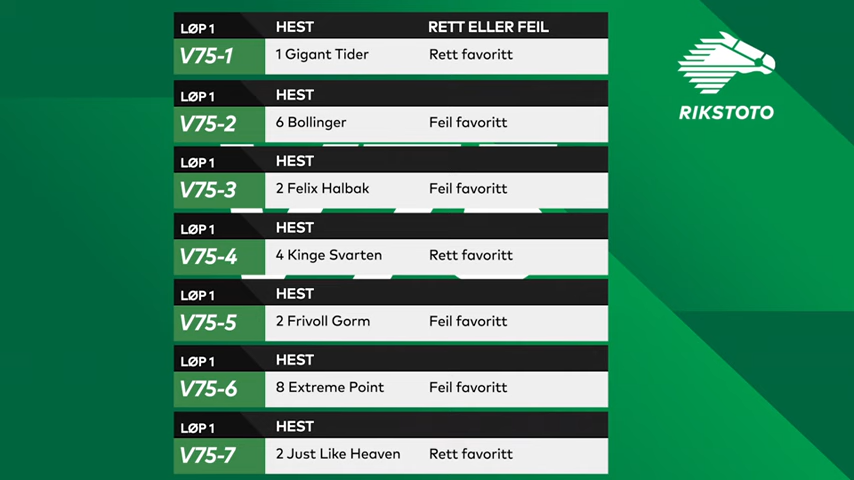 LØP 1 HEST RETT ELLER FEIL
V75-1 1 Gigant Tider Rett favoritt
LØP 1 HEST
V75-2 6 Bollinger Feil favoritt
LØP 1 HEST
V75-3 2 Felix Halbak Feil favoritt
LØP 1 HEST
V75-4 4 Kinge Svarten Rett favoritt
LØP 1 HEST
V75-5 2 Frivoll Gorm Feil favoritt
LØP 1 HEST
V75-6 8 Extreme Point Feil favoritt
LØP 1 HEST
V75-7 2 Just Like Heaven Rett favoritt
RIKSTOTO